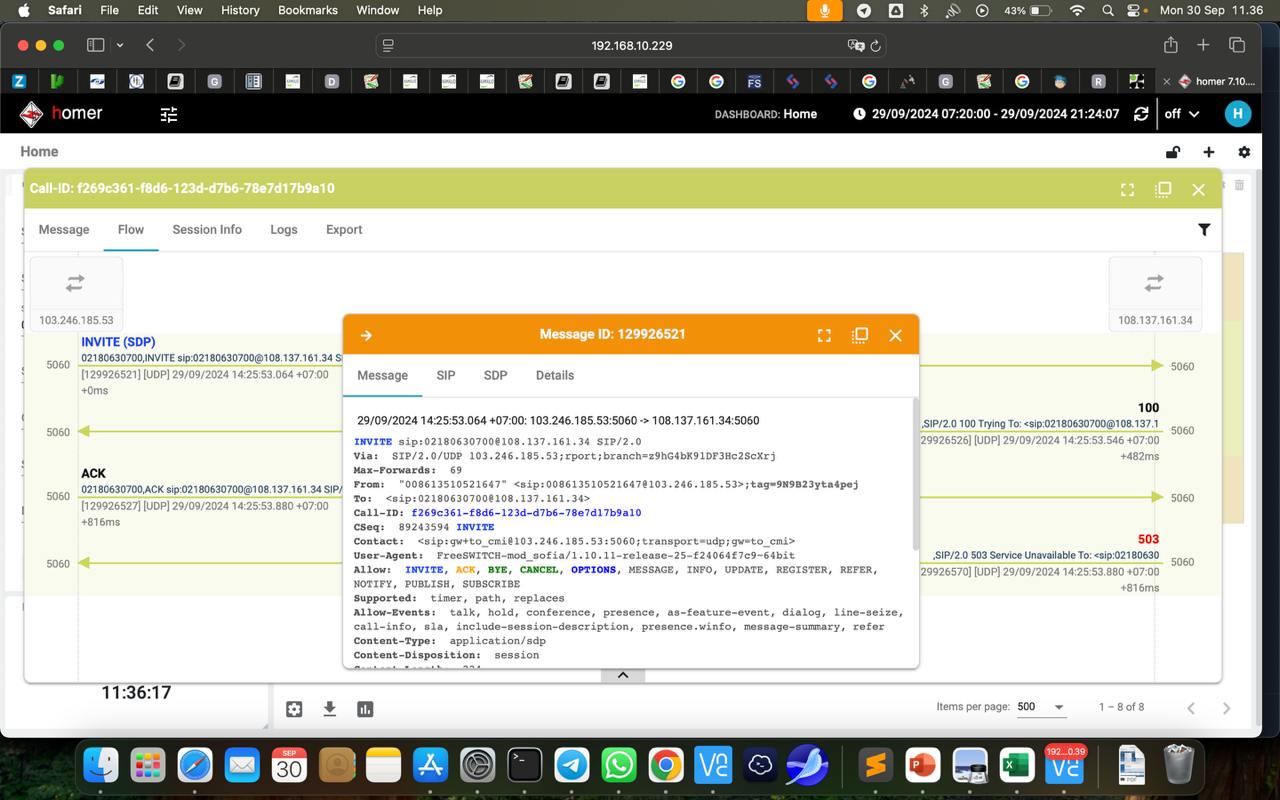 Safari File Edit View History Bookmarks Window Help
43% Mon 30 Sep 11.36
192.168.10.229
homer 7.10....
homer
DASHBOARD: Home
29/09/2024 07:20:00 - 29/09/2024 21:24:07
off
H
Home
Call-ID: f269c361-f8d6-123d-d7b6-78e7d17b9a10
Message Flow Session Info Logs Export
103.246.185.53
108.137.161.34
INVITE (SDP)
02180630700,INVITE sip:02180630700@108.137.161.34 S
5060
5060
[129926521] [UDP] 29/09/2024 14:25:53.064 +07:00
+0ms
100
,SIP/2.0 100 Trying To: <sip:02180630700@108.137.1
5060
5060
29926526] [UDP] 29/09/2024 14:25:53.546 +07:00
+482ms
ACK
02180630700,ACK sip:02180630700@108.137.161.34 SIP/
5060
5060
[129926527] [UDP] 29/09/2024 14:25:53.880 +07:00
+816ms
503
,SIP/2.0 503 Service Unavailable To: <sip:02180630
5060
5060
29926570] [UDP] 29/09/2024 14:25:53.880 +07:00
+816ms
Message ID: 129926521
Message SIP SDP Details
29/09/2024 14:25:53.064 +07:00: 103.246.185.53:5060 -> 108.137.161.34:5060
INVITE sip:02180630700@108.137.161.34 SIP/2.0
Via: SIP/2.0/UDP 103.246.185.53;rport;branch=z9hG4bK91DF3Hc2ScXrj
Max-Forwards: 69
From: "008613510521647" <sip:008613510521647@103.246.185.53>;tag=9N9B23yta4pej
To: <sip:02180630700@108.137.161.34>
Call-ID: f269c361-f8d6-123d-d7b6-78e7d17b9a10
CSeq: 89243594 INVITE
Contact: <sip:gw+to_cmi@103.246.185.53:5060;transport=udp;gw=to_cmi>
User-Agent: FreeSWITCH-mod_sofia/1.10.11-release-25-f24064f7c9~64bit
Allow: INVITE, ACK, BYE, CANCEL, OPTIONS, MESSAGE, INFO, UPDATE, REGISTER, REFER,
NOTIFY, PUBLISH, SUBSCRIBE
Supported: timer, path, replaces
Allow-Events: talk, hold, conference, presence, as-feature-event, dialog, line-seize,
call-info, sla, include-session-description, presence.winfo, message-summary, refer
Content-Type: application/sdp
Content-Disposition: session
11:36:17
Items per page: 500
1 – 8 of 8
SEP
30
192...0.39